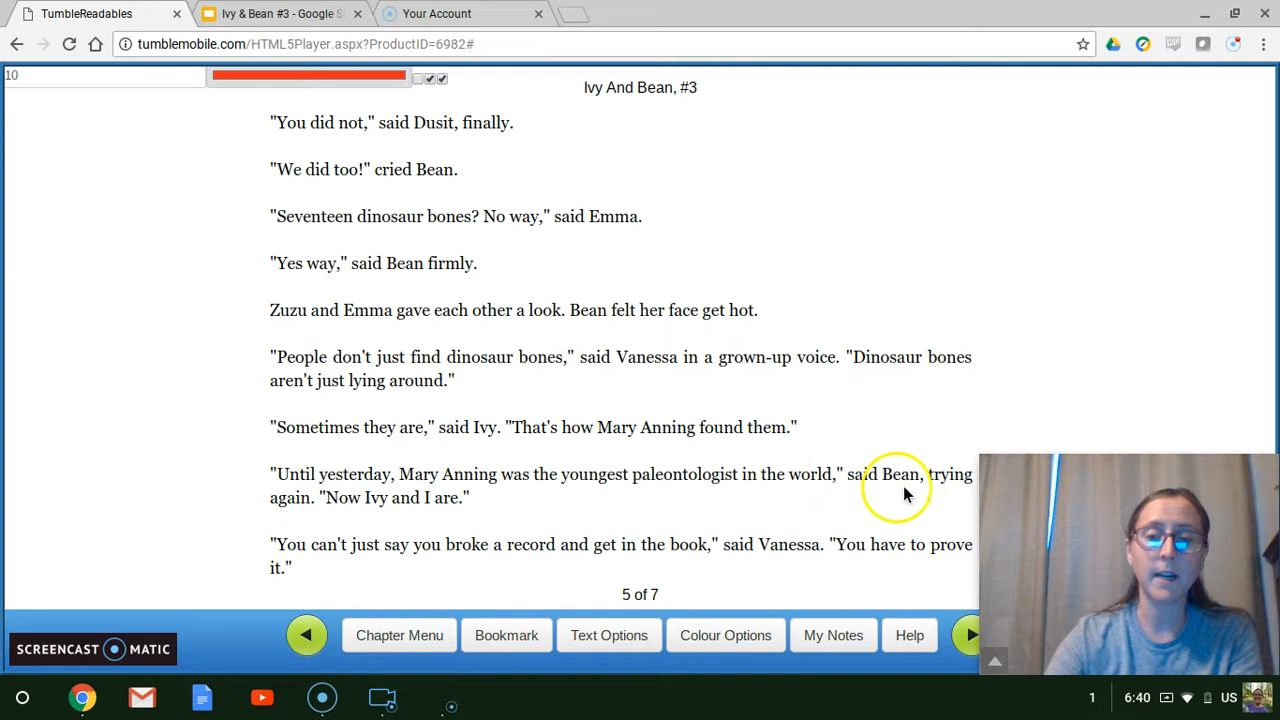 TumbleReadables
Ivy & Bean #3 - Google S
Your Account
tumblemobile.com/HTML5Player.aspx?ProductID=6982#
10
Ivy And Bean, #3
"You did not," said Dusit, finally.
"We did too!" cried Bean.
"Seventeen dinosaur bones? No way," said Emma.
"Yes way," said Bean firmly.
Zuzu and Emma gave each other a look. Bean felt her face get hot.
"People don't just find dinosaur bones," said Vanessa in a grown-up voice. "Dinosaur bones
aren't just lying around."
"Sometimes they are," said Ivy. "That's how Mary Anning found them."
"Until yesterday, Mary Anning was the youngest paleontologist in the world," said Bean, trying
again. "Now Ivy and I are."
"You can't just say you broke a record and get in the book," said Vanessa. "You have to prove
it."
5 of 7
Chapter Menu
Bookmark
Text Options
Colour Options
My Notes
Help
SCREENCAST MATIC
1
6:40
US